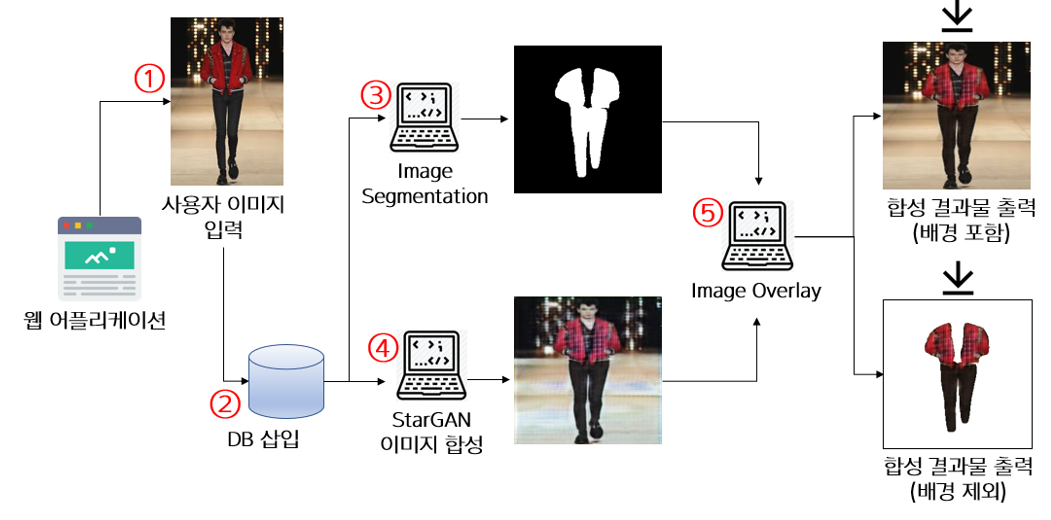 ①
사용자 이미지
입력
웹 어플리케이션
②
DB 삽입
③
< > ;
...</>
Image
Segmentation
④
< > ;
...</>
StarGAN
이미지 합성
⑤
< > ;
...</>
Image Overlay
합성 결과물 출력
(배경 포함)
합성 결과물 출력
(배경 제외)